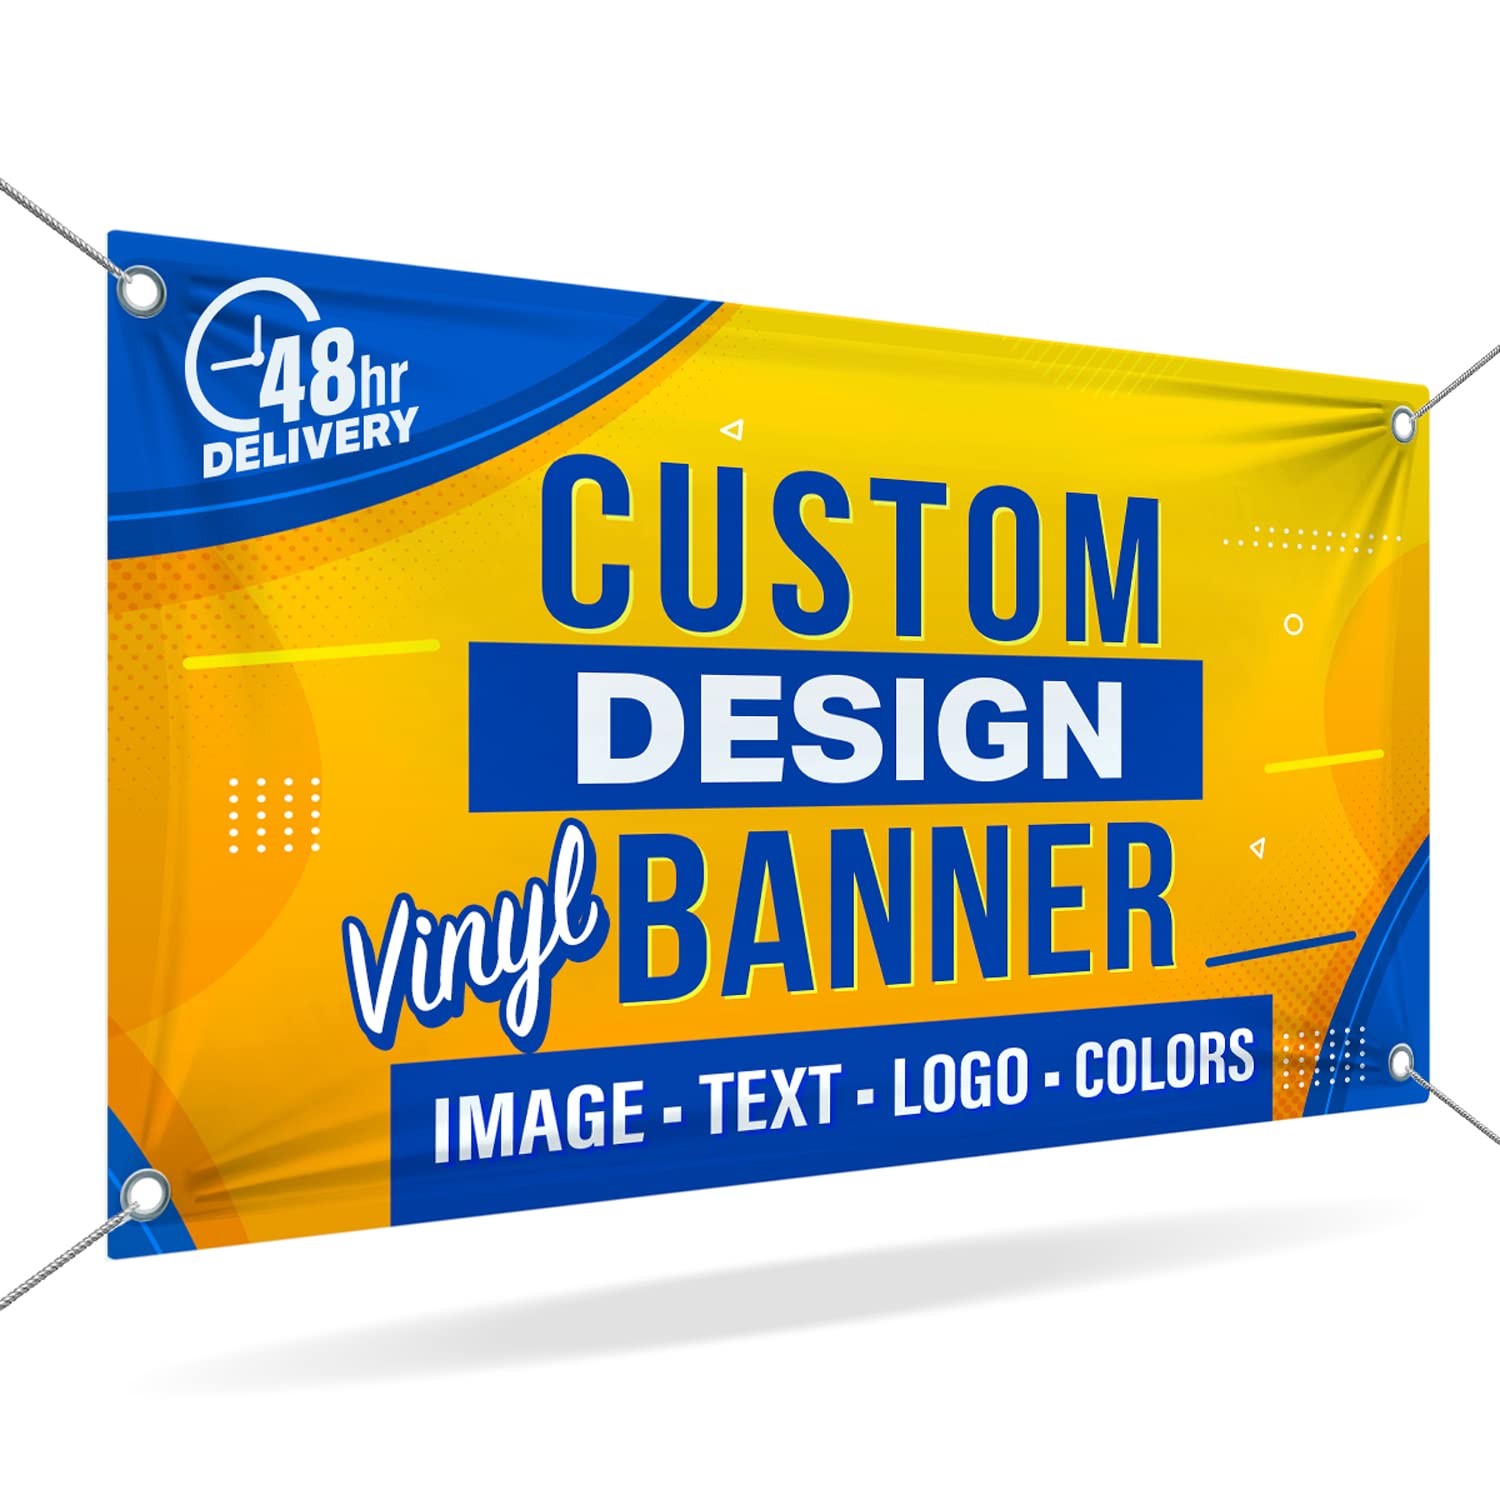 48hr
DELIVERY
CUSTOM
DESIGN
Vinyl BANNER
IMAGE - TEXT - LOGO - COLORS